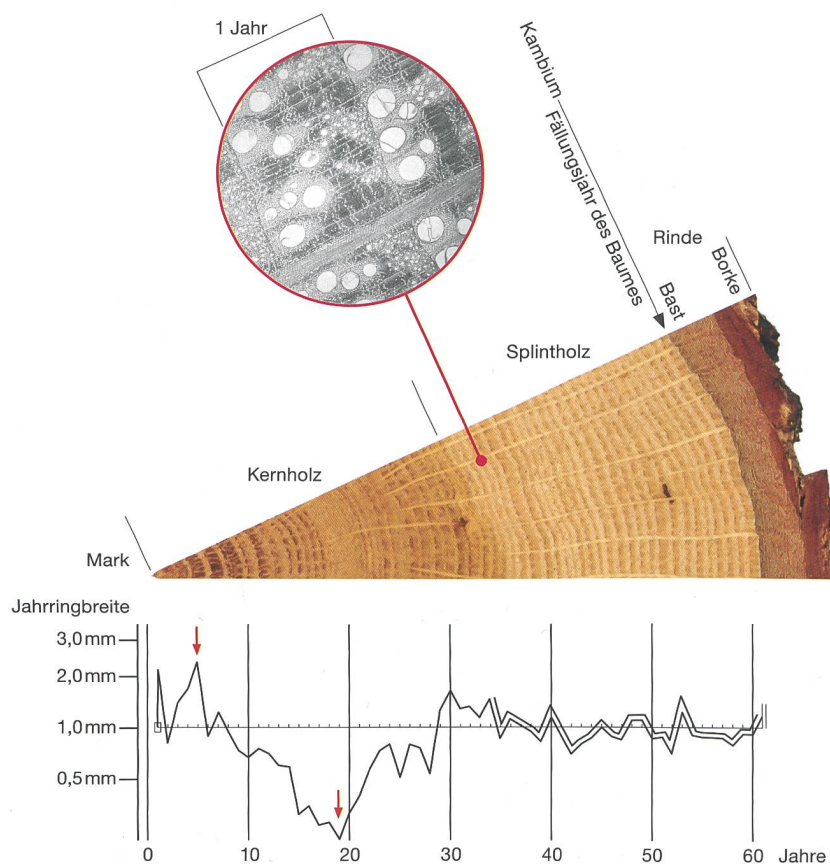 1 Jahr
Kambium
Fällungsjahr des Baumes
Rinde
Bast
Borke
Splintholz
Kernholz
Mark
Jahrringbreite
3,0 mm
2,0 mm
1,0 mm
0,5 mm
0 10 20 30 40 50 60 Jahre